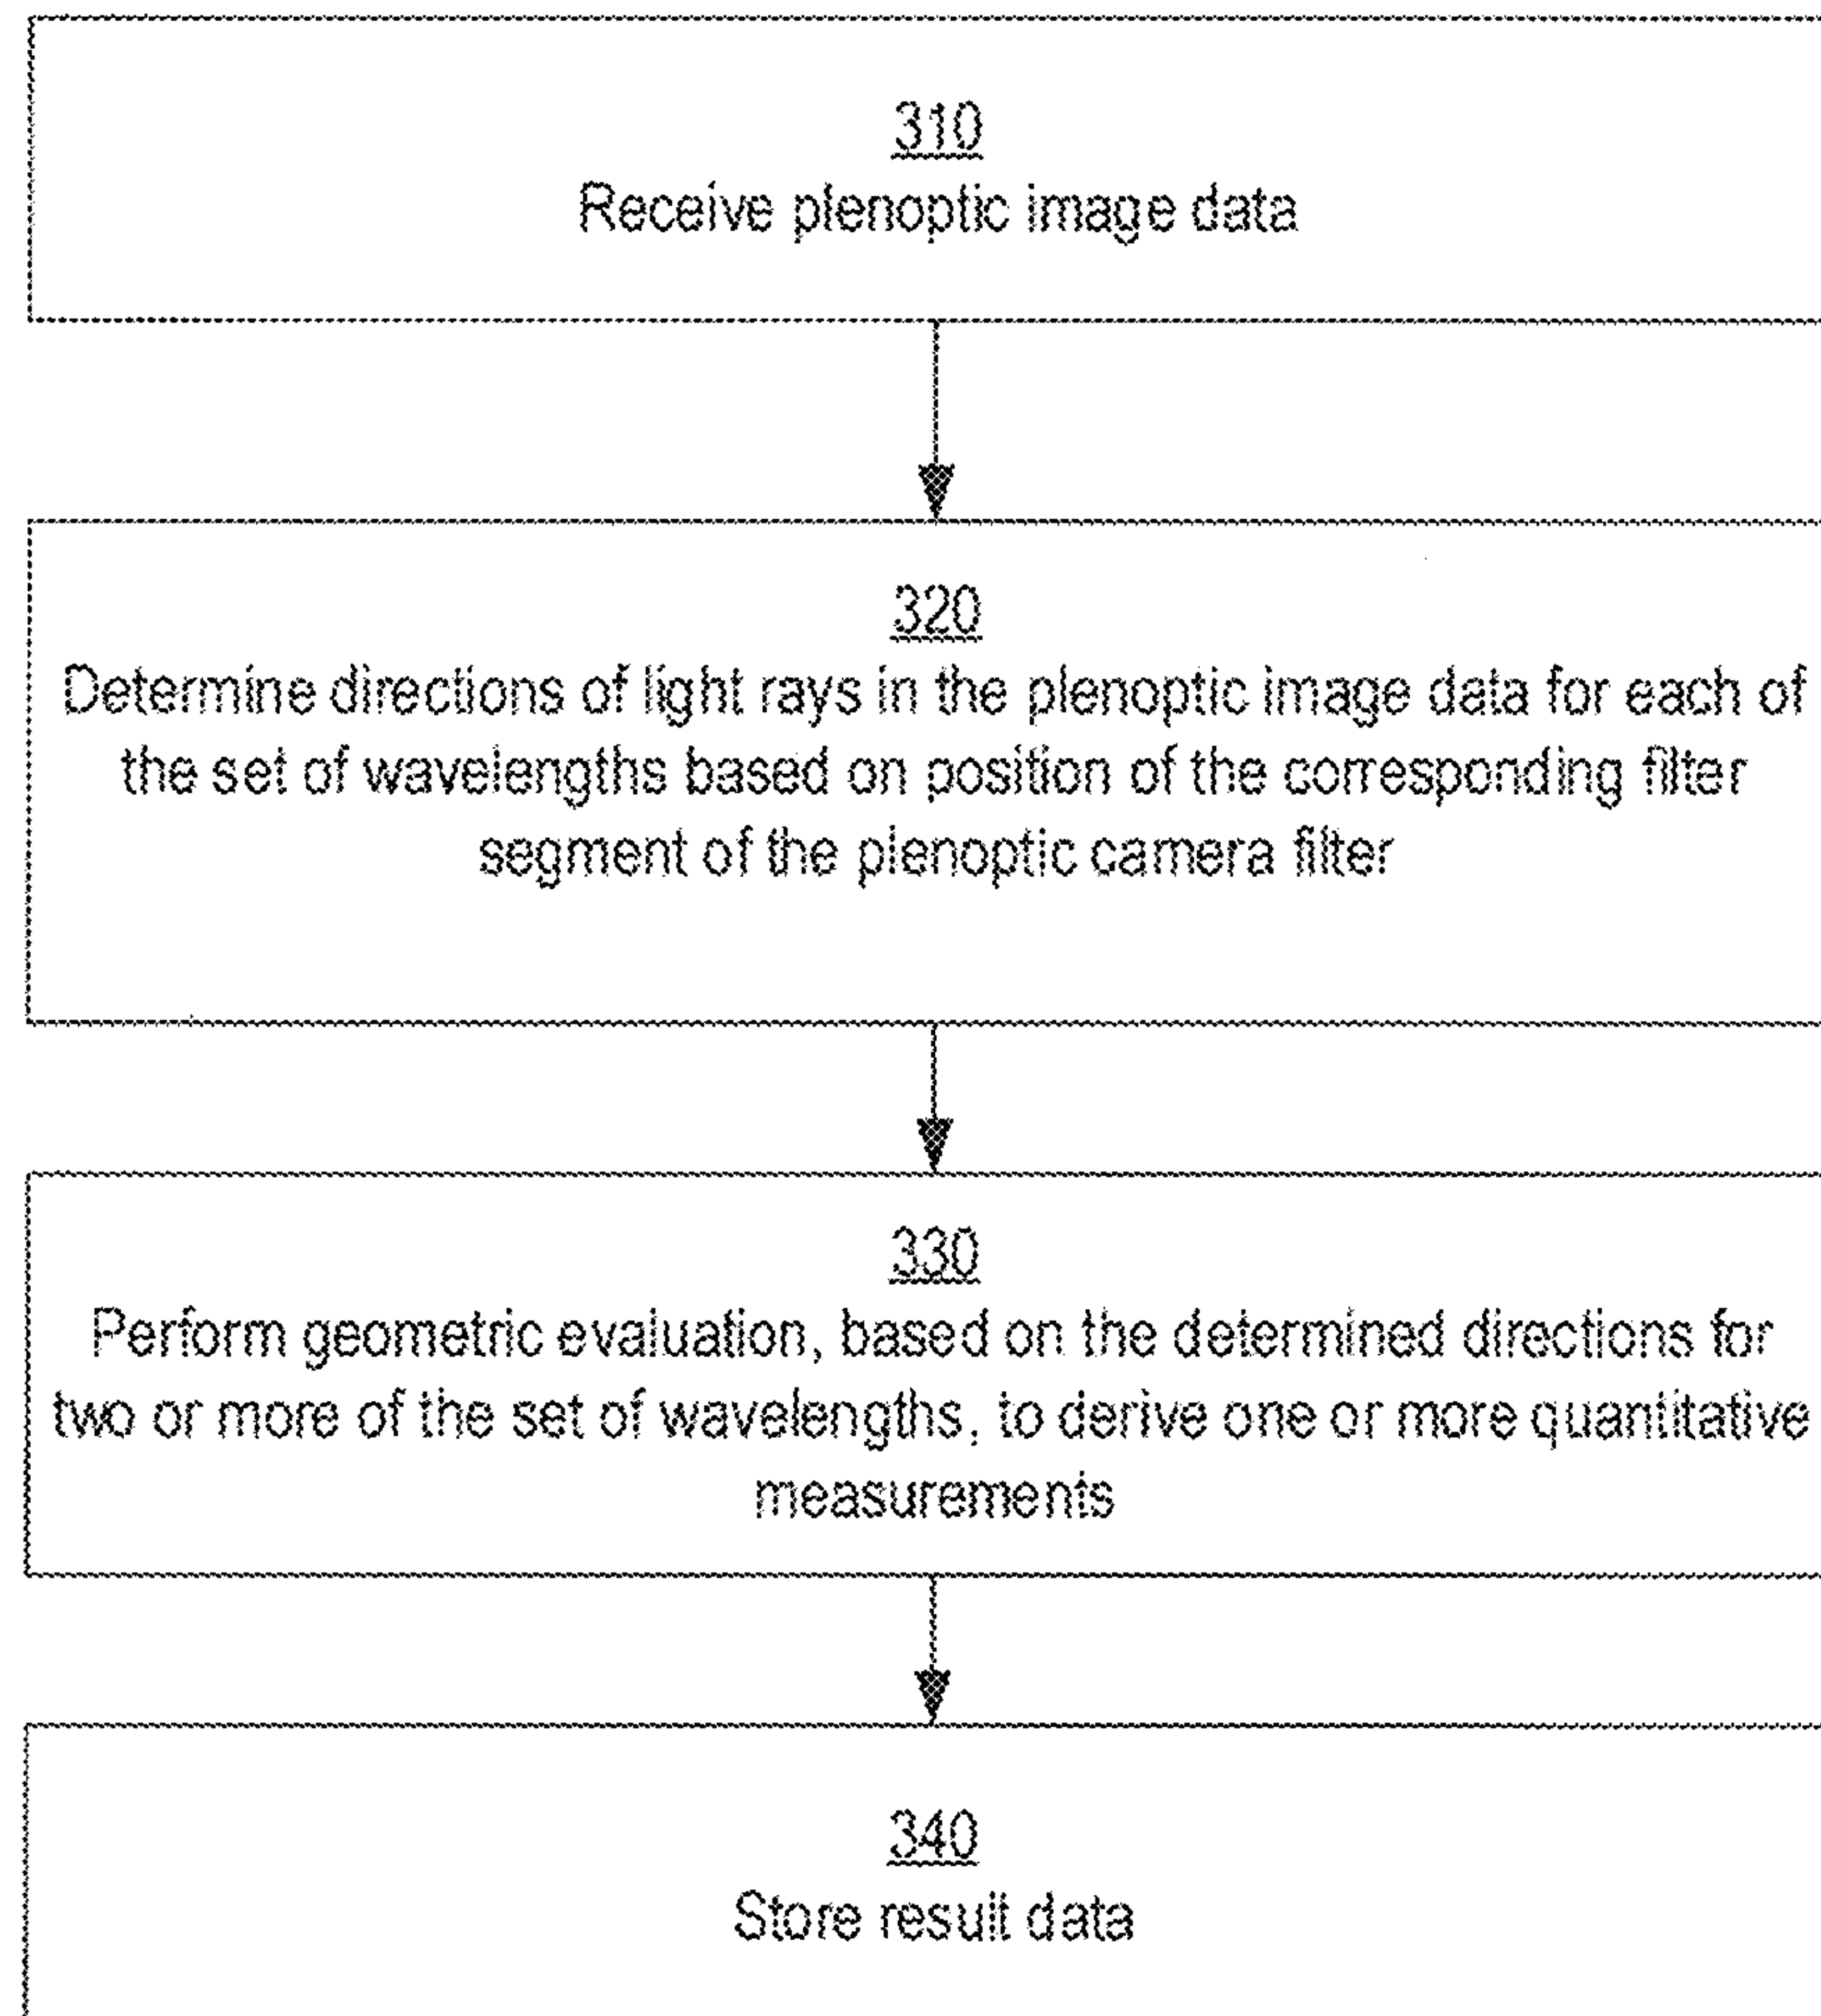 310
Receive plenoptic image data
320
Determine directions of light rays in the plenoptic image data for each of
the set of wavelengths based on position of the corresponding filter
segment of the plenoptic camera filter
330
Perform geometric evaluation, based on the determined directions for
two or more of the set of wavelengths, to derive one or more quantitative
measurements
340
Store result data